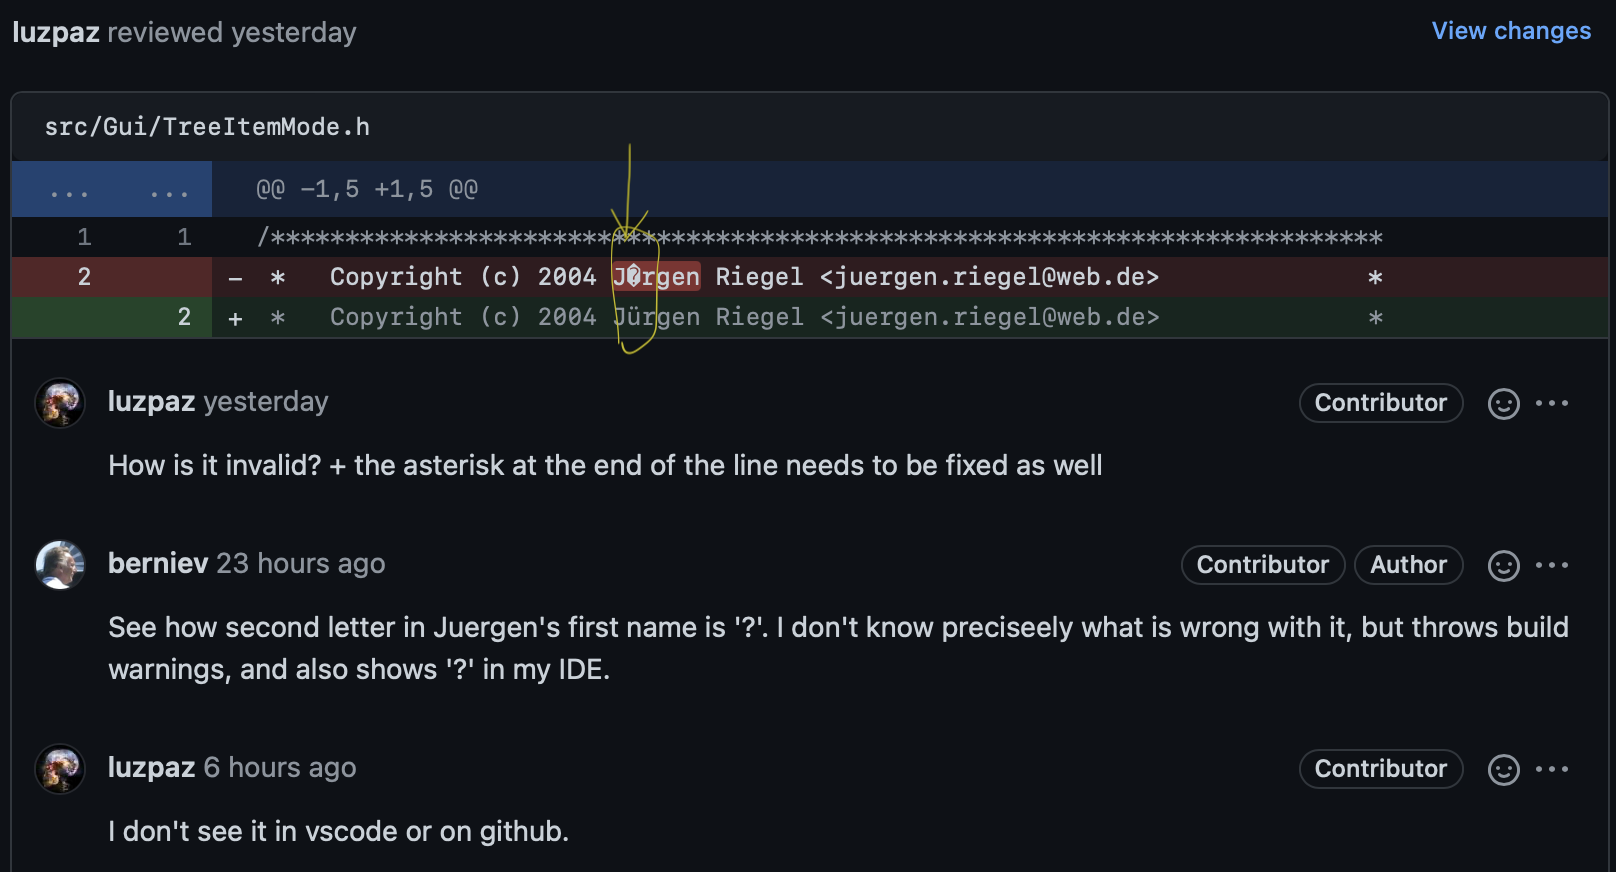 luzpaz reviewed yesterday View changes
src/Gui/TreeItemMode.h
... ... @@ -1,5 +1,5 @@
1 1 /***************************************************************************
2 - * Copyright (c) 2004 J�rgen Riegel <juergen.riegel@web.de> *
2 + * Copyright (c) 2004 Jürgen Riegel <juergen.riegel@web.de> *
luzpaz yesterday Contributor
How is it invalid? + the asterisk at the end of the line needs to be fixed as well
berniev 23 hours ago Contributor Author
See how second letter in Juergen's first name is '?'. I don't know preciseely what is wrong with it, but throws build
warnings, and also shows '?' in my IDE.
luzpaz 6 hours ago Contributor
I don't see it in vscode or on github.